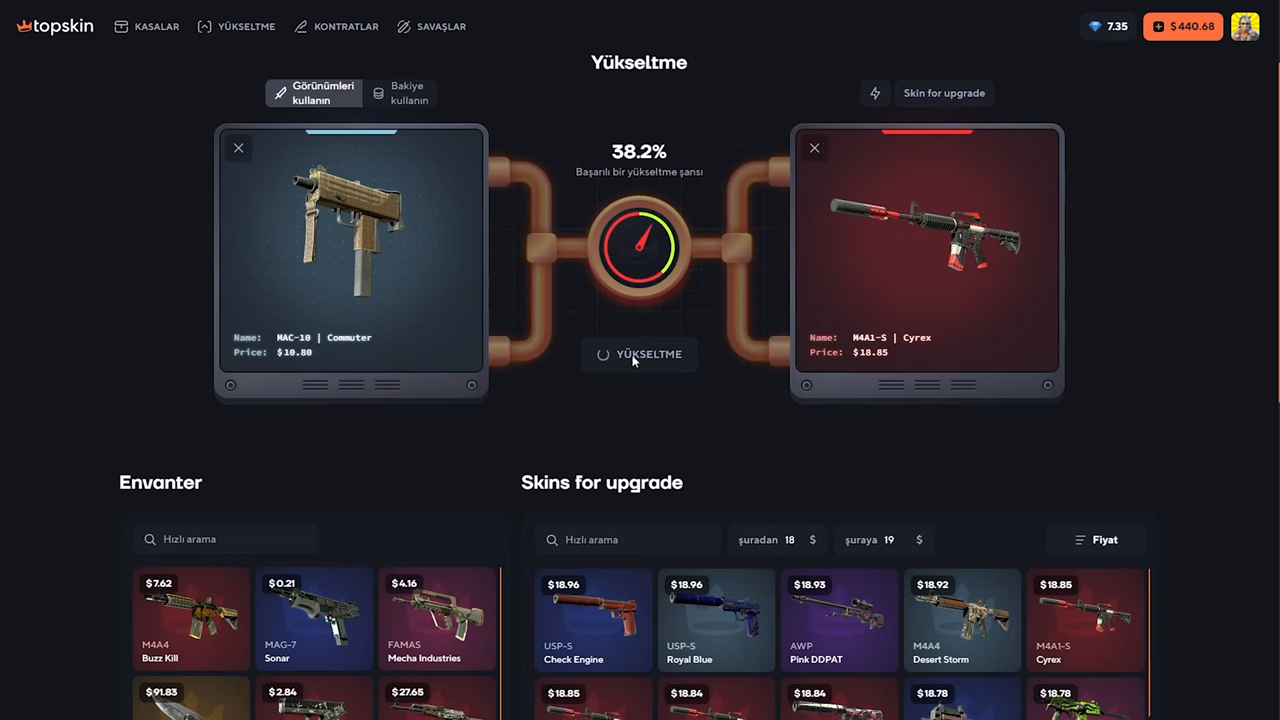 topskin
KASALAR
YÜKSELTME
KONTRATLAR
SAVAŞLAR
7.35
$ 440.68
Yükseltme
Görünümleri
kullanın
Bakiye
kullanın
Skin for upgrade
38.2%
Başarılı bir yükseltme şansı
Name: MAC-10 | Commuter
Price: $10.80
YÜKSELTME
Name: M4A1-S | Cyrex
Price: $18.85
Envanter
Skins for upgrade
Hızlı arama
Hızlı arama
şuradan 18 $
şuraya 19 $
Fiyat
$7.62
M4A4
Buzz Kill
$0.21
MAG-7
Sonar
$4.16
FAMAS
Mecha Industries
$18.96
USP-S
Check Engine
$18.96
USP-S
Royal Blue
$18.93
AWP
Pink DDPAT
$18.92
M4A4
Desert Storm
$18.85
M4A1-S
Cyrex
$91.83
$2.84
$27.65
$18.85
$18.84
$18.84
$18.78
$18.78